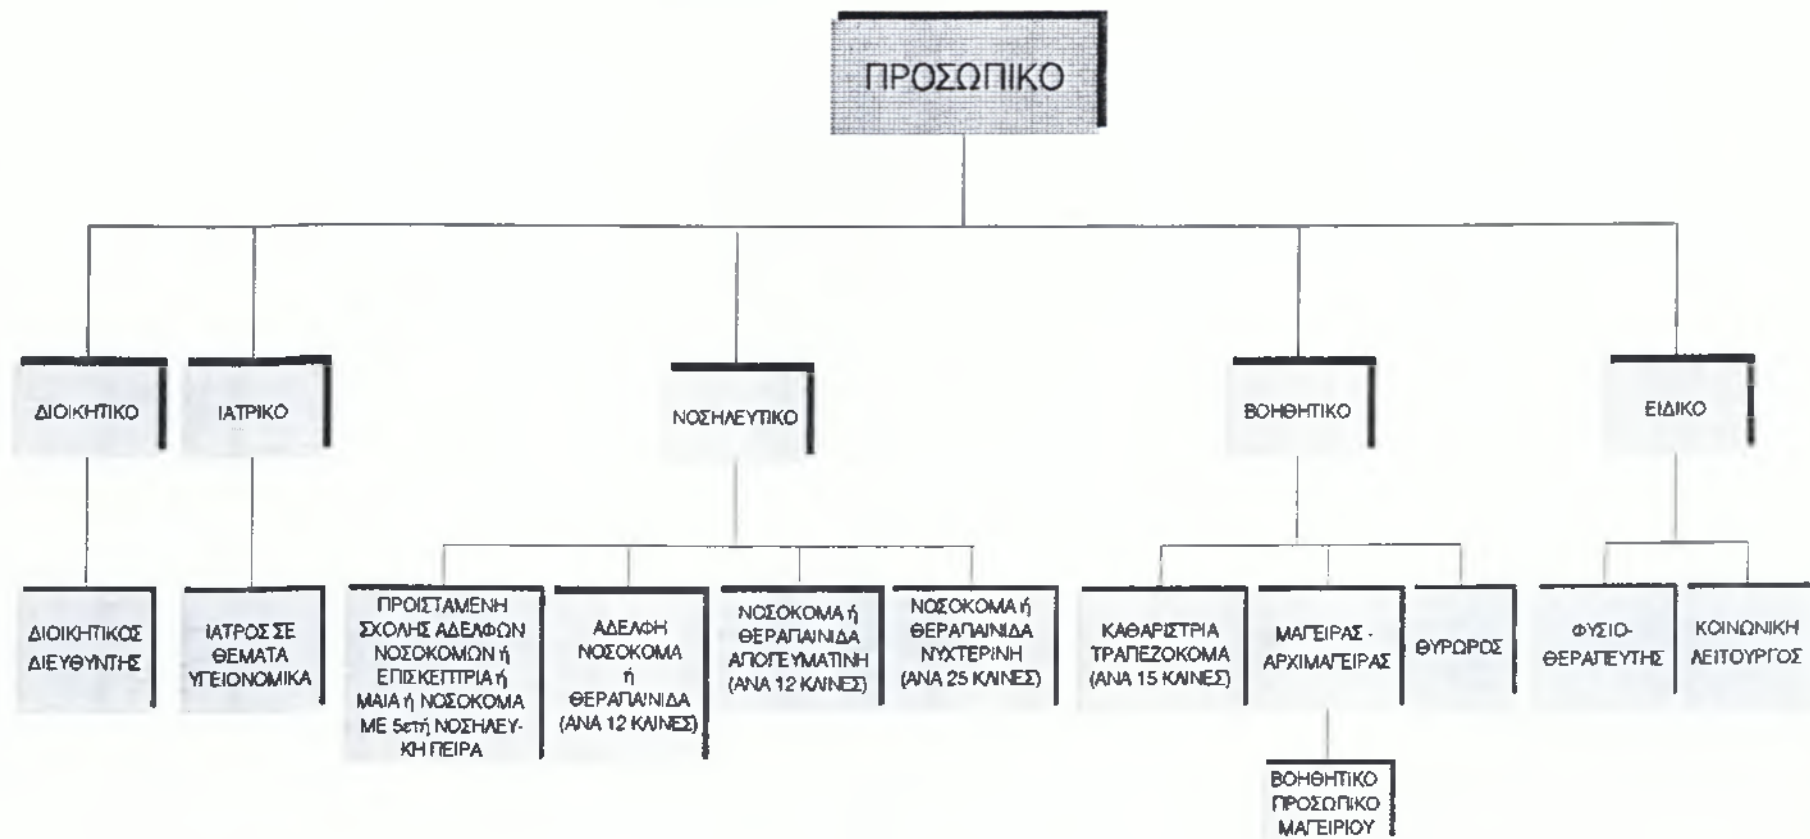 ΠΡΟΣΩΠΙΚΟ
ΔΙΟΙΚΗΤΙΚΟ
ΙΑΤΡΙΚΟ
ΝΟΣΗΛΕΥΤΙΚΟ
ΒΟΗΘΗΤΙΚΟ
ΕΙΔΙΚΟ
ΔΙΟΙΚΗΤΙΚΟΣ
ΔΙΕΥΘΥΝΤΗΣ
ΙΑΤΡΟΣ ΣΕ
ΘΕΜΑΤΑ
ΥΓΕΙΟΝΟΜΙΚΑ
ΠΡΟΙΣΤΑΜΕΝΗ
ΣΧΟΛΗΣ ΑΔΕΛΦΩΝ
ΝΟΣΟΚΟΜΩΝ ή
ΕΠΙΣΚΕΠΤΡΙΑ ή
ΜΑΙΑ ή ΝΟΣΟΚΟΜΑ
ΜΕ 5ετή ΝΟΣΗΛΕΥ-
ΚΗ ΠΕΙΡΑ
ΑΔΕΛΦΗ
ΝΟΣΟΚΟΜΑ
ή
ΘΕΡΑΠΑΙΝΙΔΑ
(ΑΝΑ 12 ΚΛΙΝΕΣ)
ΝΟΣΟΚΟΜΑ ή
ΘΕΡΑΠΑΙΝΙΔΑ
ΑΠΟΓΕΥΜΑΤΙΝΗ
(ΑΝΑ 12 ΚΛΙΝΕΣ)
ΝΟΣΟΚΟΜΑ ή
ΘΕΡΑΠΑΙΝΙΔΑ
ΝΥΧΤΕΡΙΝΗ
(ΑΝΑ 25 ΚΛΙΝΕΣ)
ΚΑΘΑΡΙΣΤΡΙΑ
ΤΡΑΠΕΖΟΚΟΜΑ
(ΑΝΑ 15 ΚΛΙΝΕΣ)
ΜΑΓΕΙΡΑΣ -
ΑΡΧΙΜΑΓΕΙΡΑΣ
ΘΥΡΩΡΟΣ
ΦΥΣΙΟ-
ΘΕΡΑΠΕΥΤΗΣ
ΚΟΙΝΩΝΙΚΗ
ΛΕΙΤΟΥΡΓΟΣ
ΒΟΗΘΗΤΙΚΟ
ΠΡΟΣΩΠΙΚΟ
ΜΑΓΕΙΡΙΟΥ